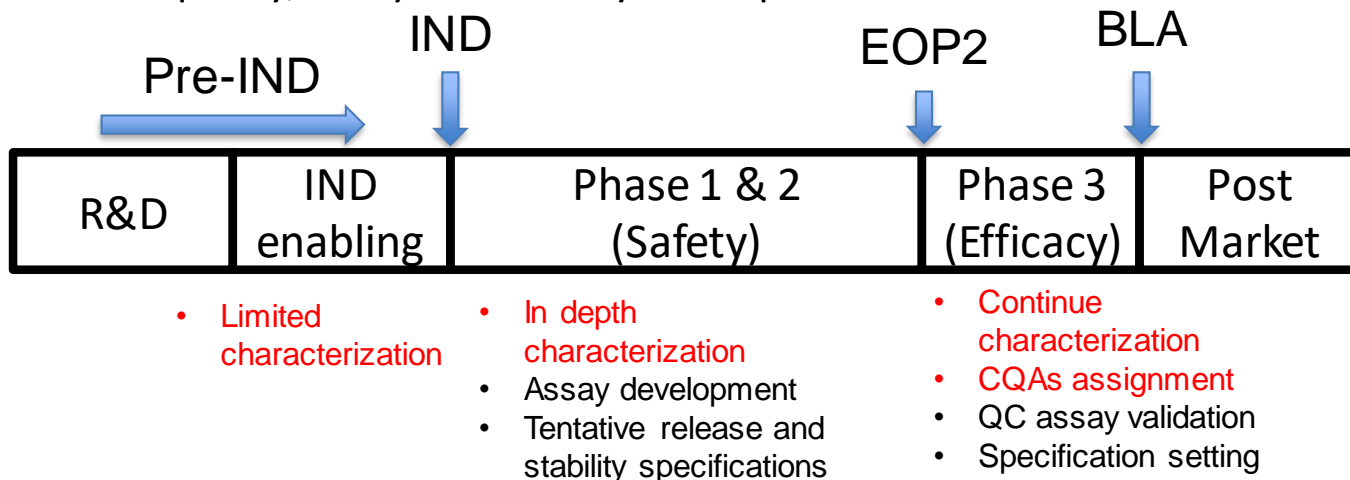 IND
EOP2
BLA
Pre-IND
R&D
IND
enabling
Phase 1 & 2
(Safety)
Phase 3
(Efficacy)
Post
Market
• Limited
characterization
• In depth
characterization
• Assay development
• Tentative release and
stability specifications
• Continue
characterization
• CQAs assignment
• QC assay validation
• Specification setting